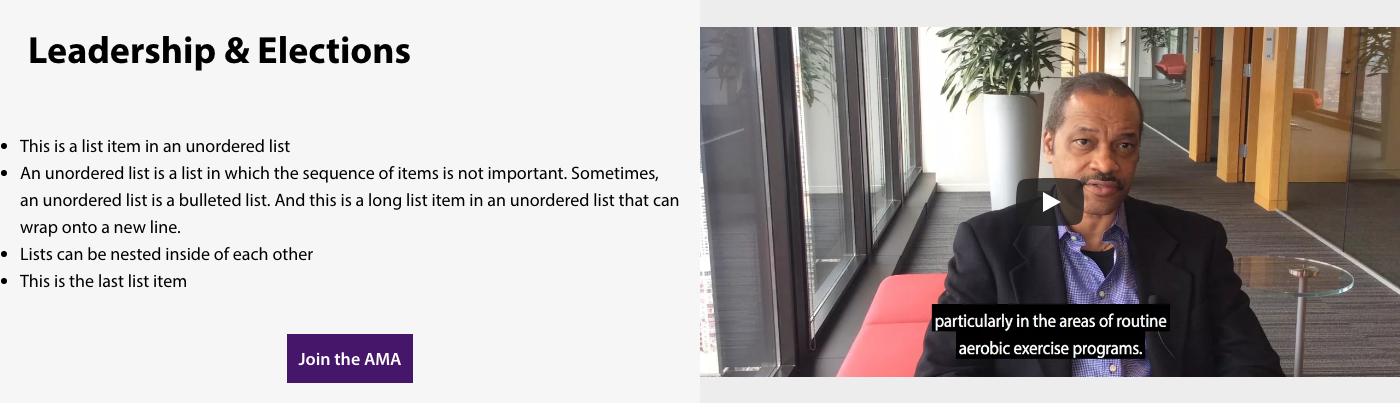 Leadership & Elections
This is a list item in an unordered list
An unordered list is a list in which the sequence of items is not important. Sometimes,
an unordered list is a bulleted list. And this is a long list item in an unordered list that can
wrap onto a new line.
Lists can be nested inside of each other
This is the last list item
Join the AMA
particularly in the areas of routine
aerobic exercise programs.